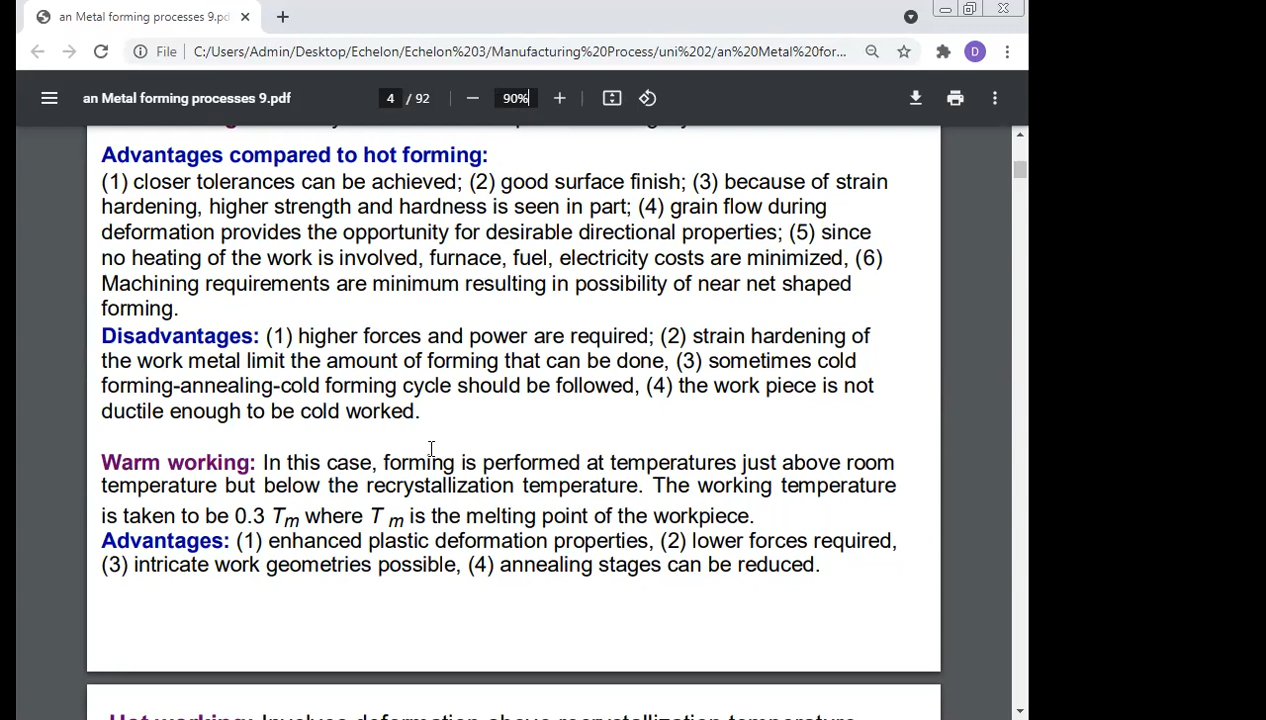 an Metal forming processes 9.pd
File C:/Users/Admin/Desktop/Echelon/Echelon%203/Manufacturing%20Process/uni%202/an%20Metal%20for... D
an Metal forming processes 9.pdf 4 / 92 90%
Advantages compared to hot forming:
(1) closer tolerances can be achieved; (2) good surface finish; (3) because of strain
hardening, higher strength and hardness is seen in part; (4) grain flow during
deformation provides the opportunity for desirable directional properties; (5) since
no heating of the work is involved, furnace, fuel, electricity costs are minimized, (6)
Machining requirements are minimum resulting in possibility of near net shaped
forming.
Disadvantages: (1) higher forces and power are required; (2) strain hardening of
the work metal limit the amount of forming that can be done, (3) sometimes cold
forming-annealing-cold forming cycle should be followed, (4) the work piece is not
ductile enough to be cold worked.
Warm working: In this case, forming is performed at temperatures just above room
temperature but below the recrystallization temperature. The working temperature
is taken to be 0.3 Tm where T m is the melting point of the workpiece.
Advantages: (1) enhanced plastic deformation properties, (2) lower forces required,
(3) intricate work geometries possible, (4) annealing stages can be reduced.
Hot working: Involves deformation above recrystallization temperature